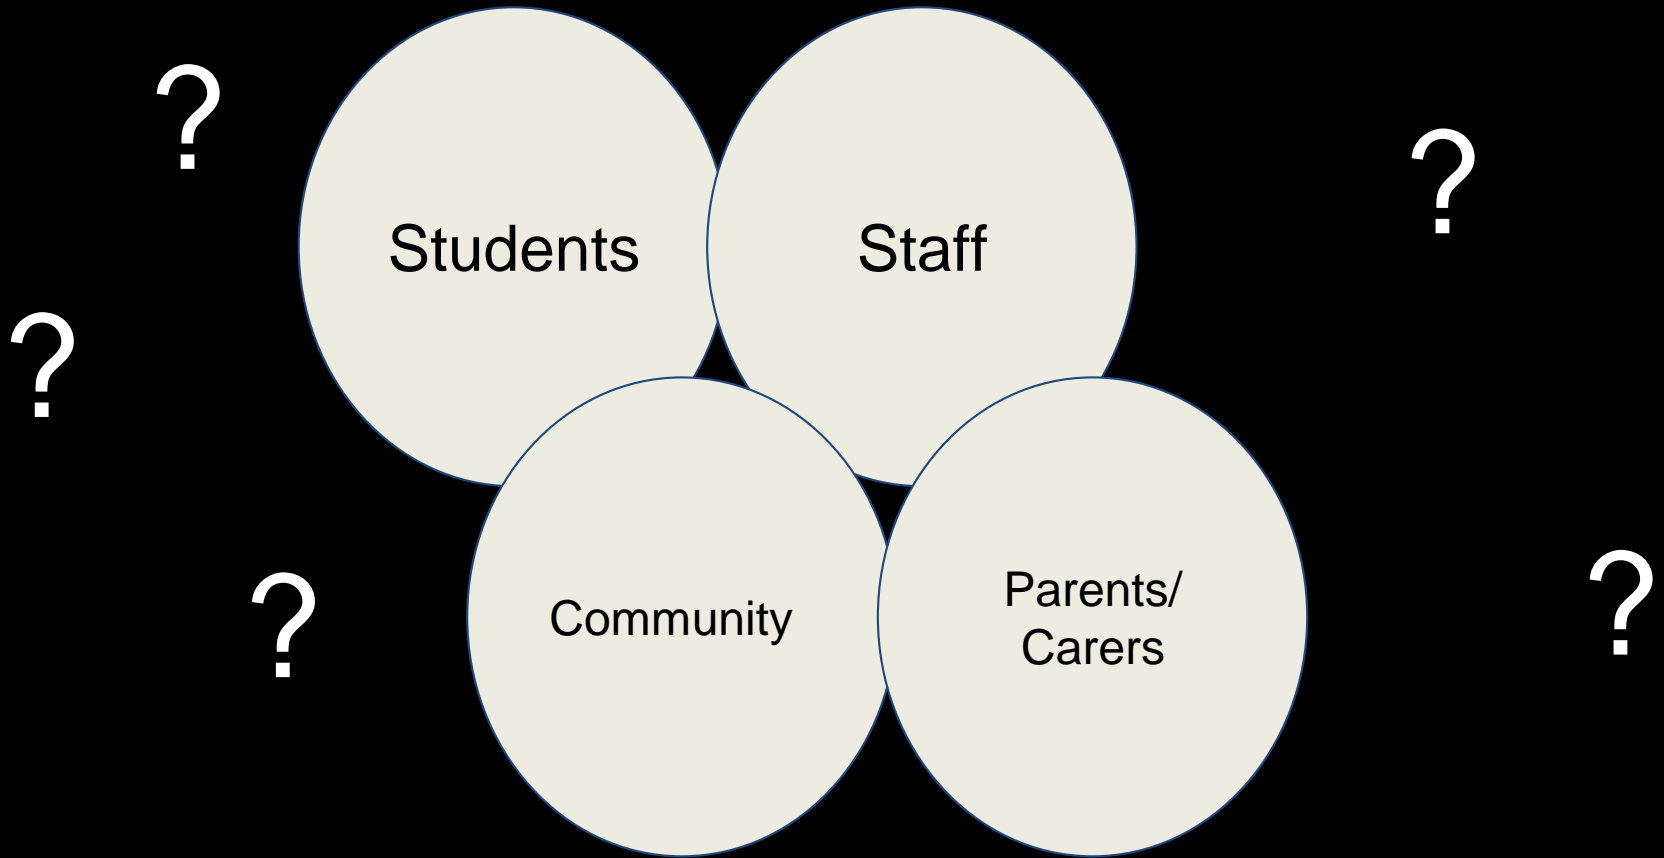 ?
?
Students
Staff
?
?
Community
Parents/
Carers
?